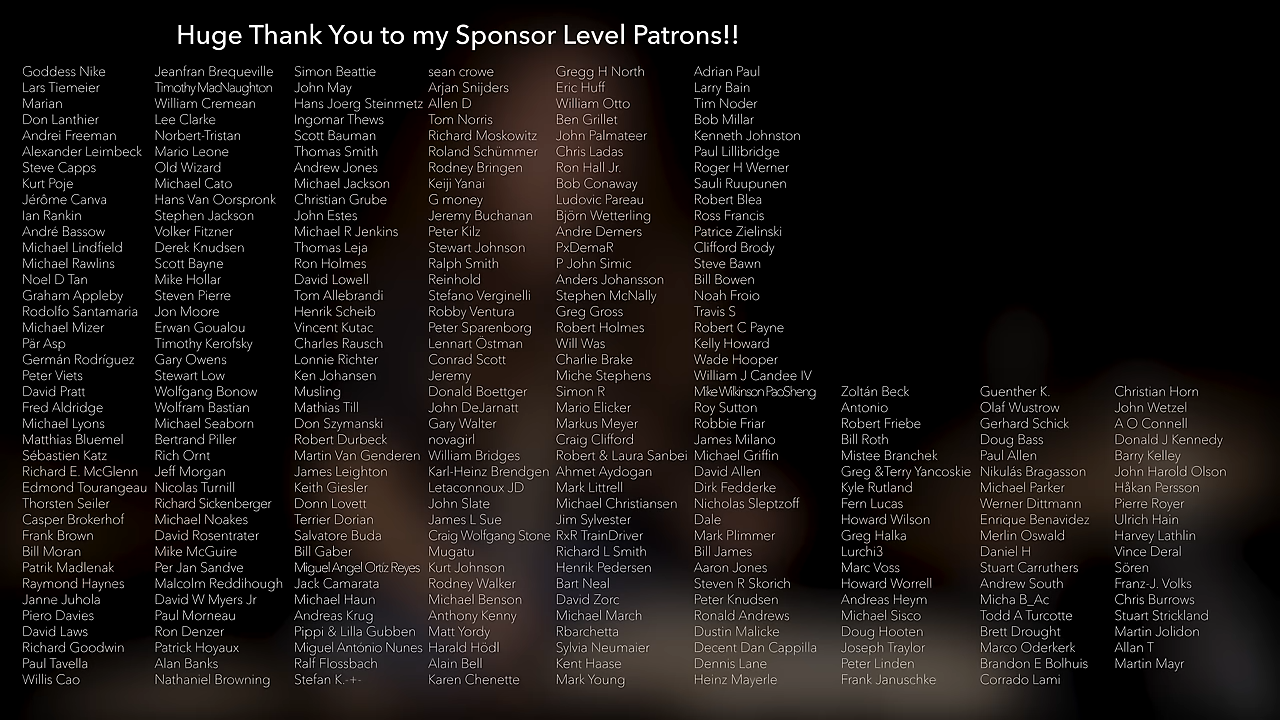 Huge Thank You to my Sponsor Level Patrons!!
Goddess Nike
Lars Tiemeier
Marian
Don Lanthier
Andrei Freeman
Alexander Leimbeck
Steve Capps
Kurt Poje
Jérôme Canva
Ian Rankin
André Bassow
Michael Lindfield
Michael Rawlins
Noel D Tan
Graham Appleby
Rodolfo Santamaria
Michael Mizer
Pär Asp
Germán Rodríguez
Peter Viets
David Pratt
Fred Aldridge
Michael Lyons
Matthias Bluemel
Sébastien Katz
Richard E. McGlenn
Edmond Tourangeau
Thorsten Seiler
Casper Brokerhof
Frank Brown
Bill Moran
Patrik Madlenak
Raymond Haynes
Janne Juhola
Piero Davies
David Laws
Richard Goodwin
Paul Tavella
Willis Cao
Jeanfran Brequeville
Timothy MacNaughton
William Cremean
Lee Clarke
Norbert-Tristan
Mario Leone
Old Wizard
Michael Cato
Hans Van Oorspronk
Stephen Jackson
Volker Fitzner
Derek Knudsen
Scott Bayne
Mike Hollar
Steven Pierre
Jon Moore
Erwan Goualou
Timothy Kerofsky
Gary Owens
Stewart Low
Wolfgang Bonow
Wolfram Bastian
Michael Seaborn
Bertrand Piller
Rich Ornt
Jeff Morgan
Nicolas Turnill
Richard Sickenberger
Michael Noakes
David Rosentrater
Mike McGuire
Per Jan Sandve
Malcolm Reddihough
David W Myers Jr
Paul Morneau
Ron Denzer
Patrick Hoyaux
Alan Banks
Nathaniel Browning
Simon Beattie
John May
Hans Joerg Steinmetz
Ingomar Thews
Scott Bauman
Thomas Smith
Andrew Jones
Michael Jackson
Christian Grube
John Estes
Michael R Jenkins
Thomas Leja
Ron Holmes
David Lowell
Tom Allebrandi
Henrik Scheib
Vincent Kutac
Charles Rausch
Lonnie Richter
Ken Johansen
Musling
Mathias Till
Don Szymanski
Robert Durbeck
Martin Van Genderen
James Leighton
Keith Giesler
Donn Lovett
Terrier Dorian
Salvatore Buda
Bill Gaber
Miguel Angel Ortiz Reyes
Jack Camarata
Michael Haun
Andreas Krug
Pippi & Lilla Gubben
Miguel António Nunes
Ralf Flossbach
Stefan K.-+-
sean crowe
Arjan Snijders
Allen D
Tom Norris
Richard Moskowitz
Roland Schümmer
Rodney Bringen
Keiji Yanai
G money
Jeremy Buchanan
Peter Kilz
Stewart Johnson
Ralph Smith
Reinhold
Stefano Verginelli
Robby Ventura
Peter Sparenborg
Lennart Östman
Conrad Scott
Jeremy
Donald Boettger
John DeJarnatt
Gary Walter
novagirl
William Bridges
Karl-Heinz Brendgen
Letaconnoux JD
John Slate
James L Sue
Craig Wolfgang Stone
Mugatu
Kurt Johnson
Rodney Walker
Michael Benson
Anthony Kenny
Matt Yordy
Harald Hödl
Alain Bell
Karen Chenette
Gregg H North
Eric Huff
William Otto
Ben Grillet
John Palmateer
Chris Ladas
Ron Hall Jr.
Bob Conaway
Ludovic Pareau
Björn Wetterling
Andre Demers
PxDemaR
P John Simic
Anders Johansson
Stephen McNally
Greg Gross
Robert Holmes
Will Was
Charlie Brake
Miche Stephens
Simon R
Mario Elicker
Markus Meyer
Craig Clifford
Robert & Laura Sanbei
Ahmet Aydogan
Mark Littrell
Michael Christiansen
Jim Sylvester
RxR TrainDriver
Richard L Smith
Henrik Pedersen
Bart Neal
David Zorc
Michael March
Rbarchetta
Sylvia Neumaier
Kent Haase
Mark Young
Adrian Paul
Larry Bain
Tim Noder
Bob Millar
Kenneth Johnston
Paul Lillibridge
Roger H Werner
Sauli Ruupunen
Robert Blea
Ross Francis
Patrice Zielinski
Clifford Brody
Steve Bawn
Bill Bowen
Noah Froio
Travis S
Robert C Payne
Kelly Howard
Wade Hooper
William J Candee IV
Mike Wilkinson PaoSheng
Roy Sutton
Robbie Friar
James Milano
Michael Griffin
David Allen
Dirk Fedderke
Nicholas Sleptzoff
Dale
Mark Plimmer
Bill James
Aaron Jones
Steven R Skorich
Peter Knudsen
Ronald Andrews
Dustin Malicke
Decent Dan Cappilla
Dennis Lane
Heinz Mayerle
Zoltán Beck
Antonio
Robert Friebe
Bill Roth
Mistee Branchek
Greg &Terry Yancoskie
Kyle Rutland
Fern Lucas
Howard Wilson
Greg Halka
Lurchi3
Marc Voss
Howard Worrell
Andreas Heym
Michael Sisco
Doug Hooten
Joseph Traylor
Peter Linden
Frank Januschke
Guenther K.
Olaf Wustrow
Gerhard Schick
Doug Bass
Paul Allen
Nikulás Bragasson
Michael Parker
Werner Dittmann
Enrique Benavidez
Merlin Oswald
Daniel H
Stuart Carruthers
Andrew South
Micha B_Ac
Todd A Turcotte
Brett Drought
Marco Oderkerk
Brandon E Bolhuis
Corrado Lami
Christian Horn
John Wetzel
A O Connell
Donald J Kennedy
Barry Kelley
John Harold Olson
Håkan Persson
Pierre Royer
Ulrich Hain
Harvey Lathlin
Vince Deral
Sören
Franz-J. Volks
Chris Burrows
Stuart Strickland
Martin Jolidon
Allan T
Martin Mayr